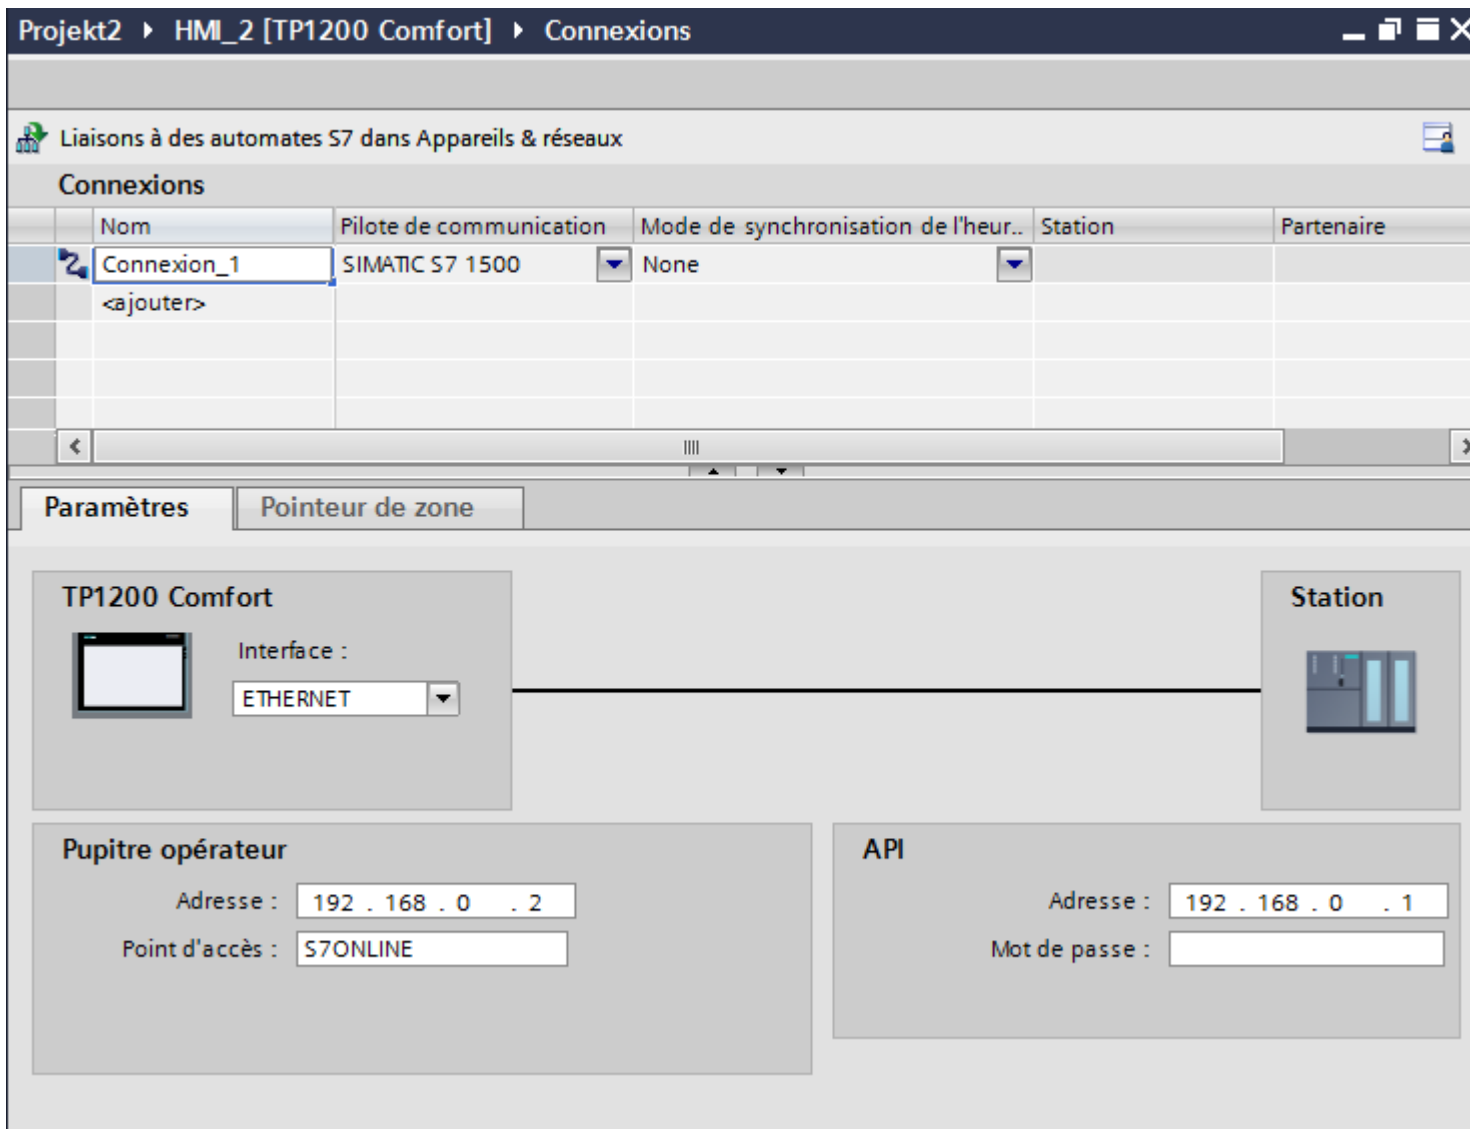 Projekt2 ▸ HMI_2 [TP1200 Comfort] ▸ Connexions
Liaisons à des automates S7 dans Appareils & réseaux
Connexions
Nom Pilote de communication Mode de synchronisation de l'heur.. Station Partenaire
Connexion_1 SIMATIC S7 1500 None
<ajouter>
Paramètres Pointeur de zone
TP1200 Comfort Station
Interface :
ETHERNET
Pupitre opérateur API
Adresse : 192 . 168 . 0 . 2 Adresse : 192 . 168 . 0 . 1
Point d'accès : S7ONLINE Mot de passe :